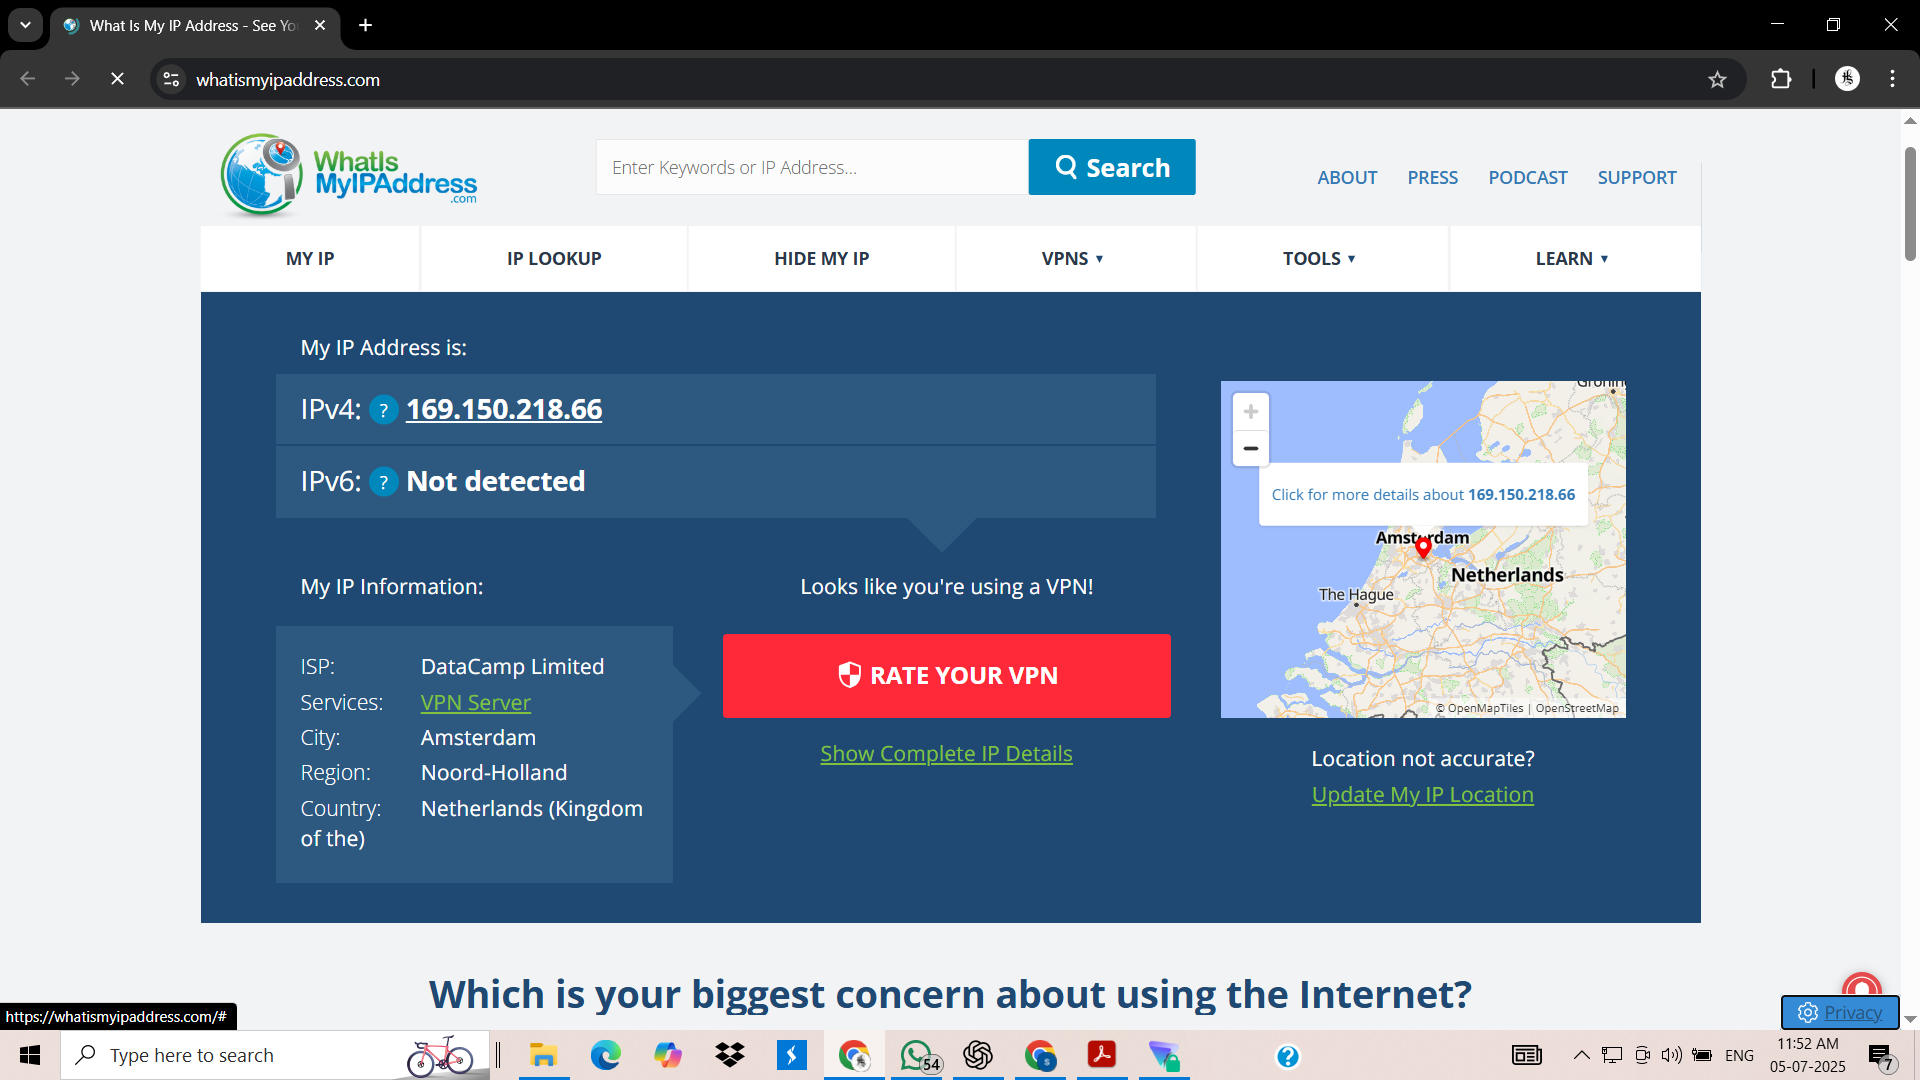 What Is My IP Address - See Yo
whatismyipaddress.com
WhatIs
MyIPAddress
.com
Enter Keywords or IP Address...
Search
ABOUT PRESS PODCAST SUPPORT
MY IP IP LOOKUP HIDE MY IP VPNS ▾ TOOLS ▾ LEARN ▾
My IP Address is:
IPv4: ? 169.150.218.66
IPv6: ? Not detected
My IP Information:
ISP: DataCamp Limited
Services: VPN Server
City: Amsterdam
Region: Noord-Holland
Country: Netherlands (Kingdom
of the)
Looks like you're using a VPN!
RATE YOUR VPN
Show Complete IP Details
+
−
Click for more details about 169.150.218.66
Amsterdam
Netherlands
The Hague
© OpenMapTiles | OpenStreetMap
Location not accurate?
Update My IP Location
Which is your biggest concern about using the Internet?
Privacy
https://whatismyipaddress.com/#
Type here to search
54
ENG
11:52 AM
05-07-2025
7